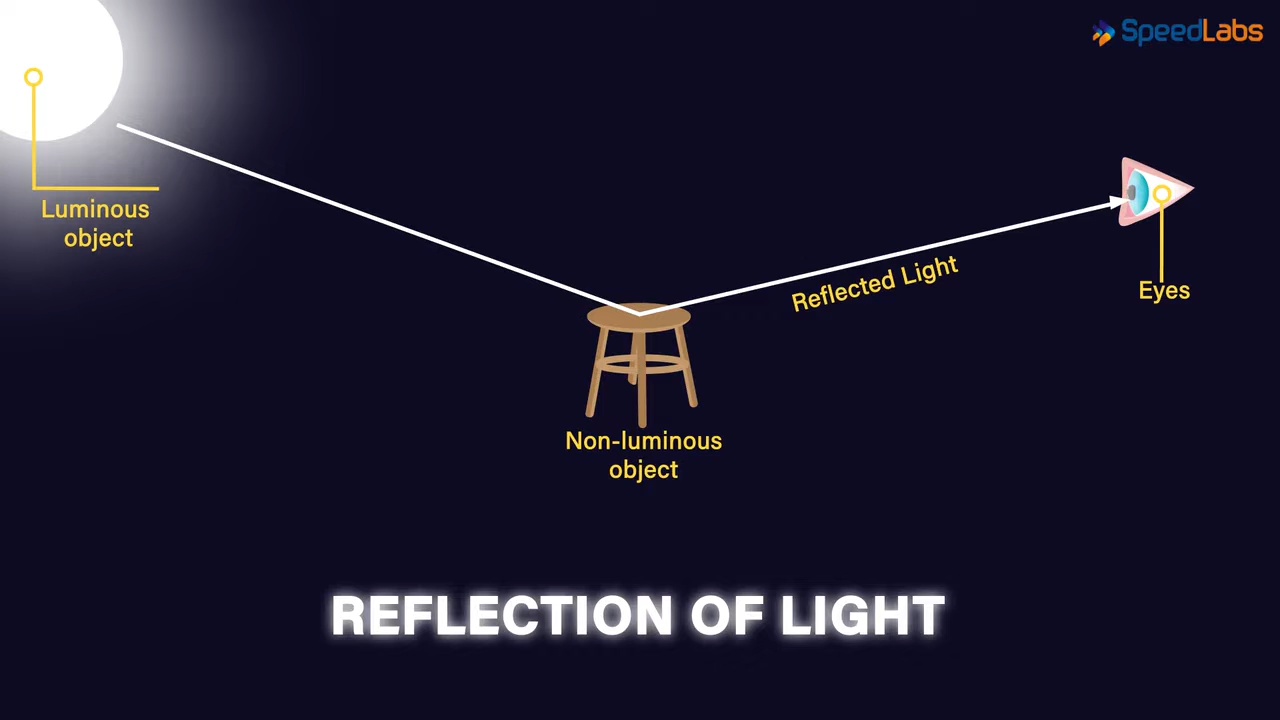 SpeedLabs
Luminous
object
Reflected Light
Eyes
Non-luminous
object
REFLECTION OF LIGHT